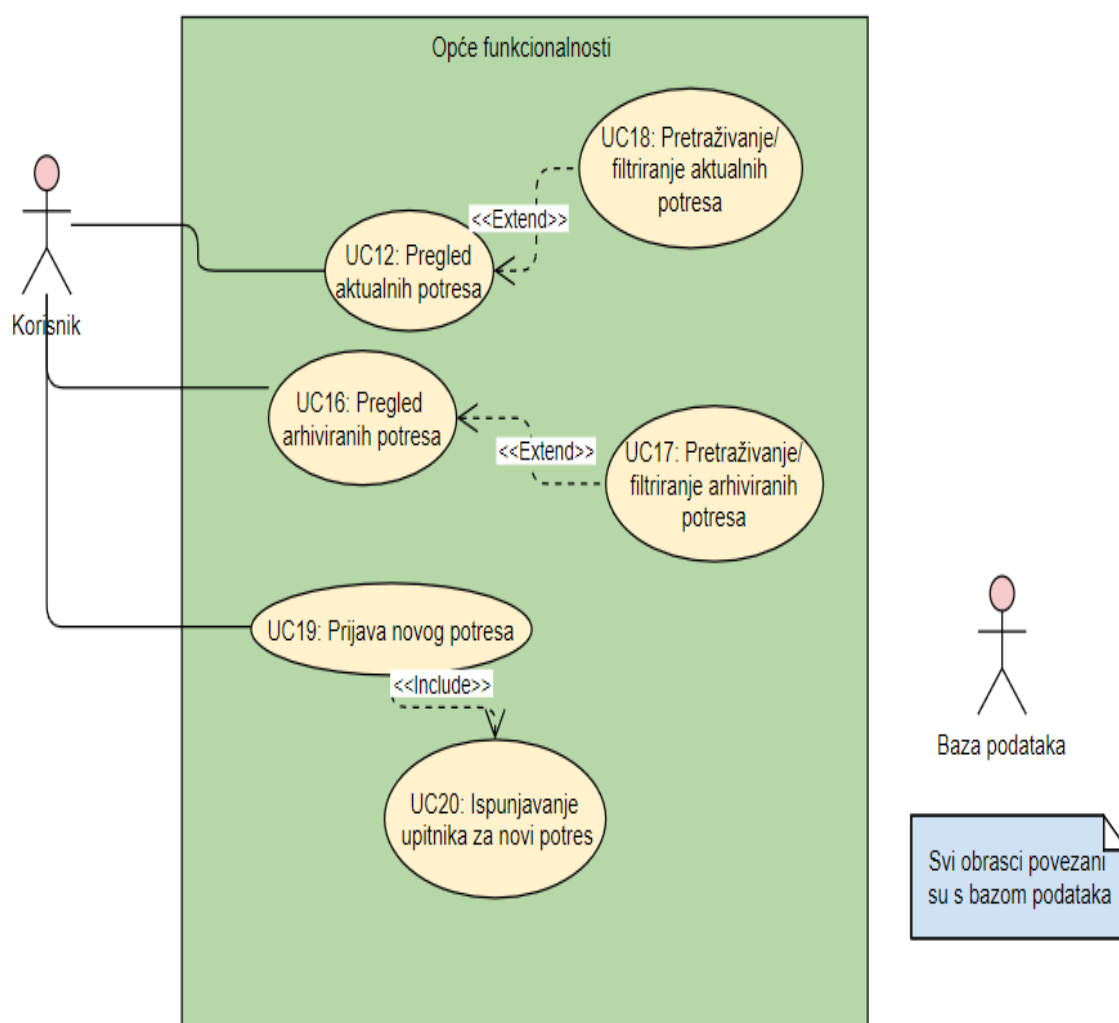 Opće funkcionalnosti
UC18: Pretraživanje/
filtriranje aktualnih
potresa
<<Extend>>
UC12: Pregled
aktualnih potresa
Korisnik
UC16: Pregled
arhiviranih potresa
<<Extend>>
UC17: Pretraživanje/
filtriranje arhiviranih
potresa
UC19: Prijava novog potresa
<<Include>>
Baza podataka
UC20: Ispunjavanje
upitnika za novi potres
Svi obrasci povezani
su s bazom podataka